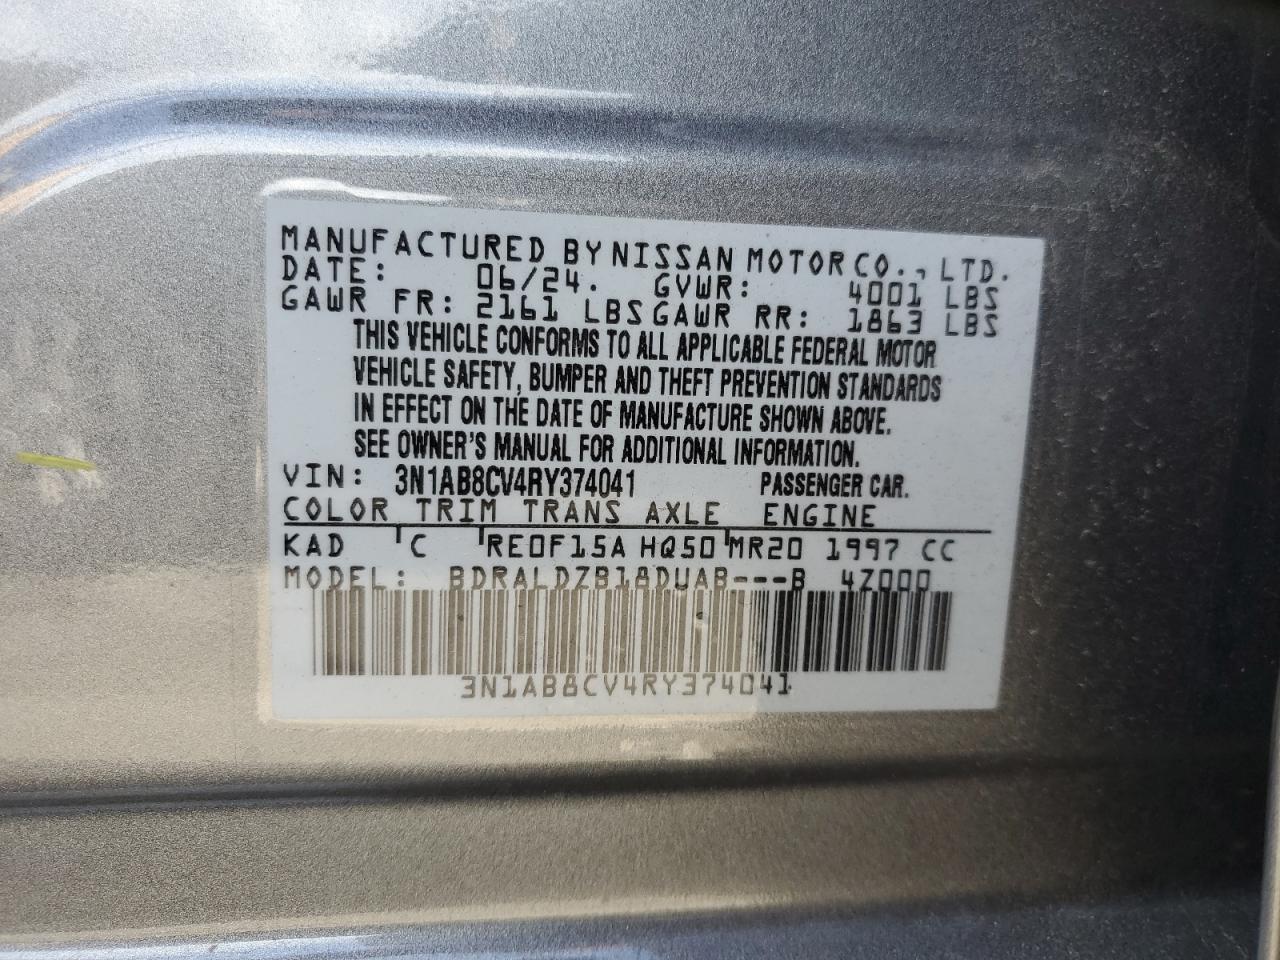 MANUFACTURED BY NISSAN MOTOR CO., LTD.
DATE: 06/24. GVWR: 4001 LBS
GAWR FR: 2161 LBS GAWR RR: 1863 LBS
THIS VEHICLE CONFORMS TO ALL APPLICABLE FEDERAL MOTOR
VEHICLE SAFETY, BUMPER AND THEFT PREVENTION STANDARDS
IN EFFECT ON THE DATE OF MANUFACTURE SHOWN ABOVE.
SEE OWNER'S MANUAL FOR ADDITIONAL INFORMATION.
VIN: 3N1AB8CV4RY374041 PASSENGER CAR.
COLOR TRIM TRANS AXLE ENGINE
KAD C RE0F15A HQ50 MR20 1997 CC
MODEL: BDRALDZB18DUAB---B 4Z000
3N1AB8CV4RY374041